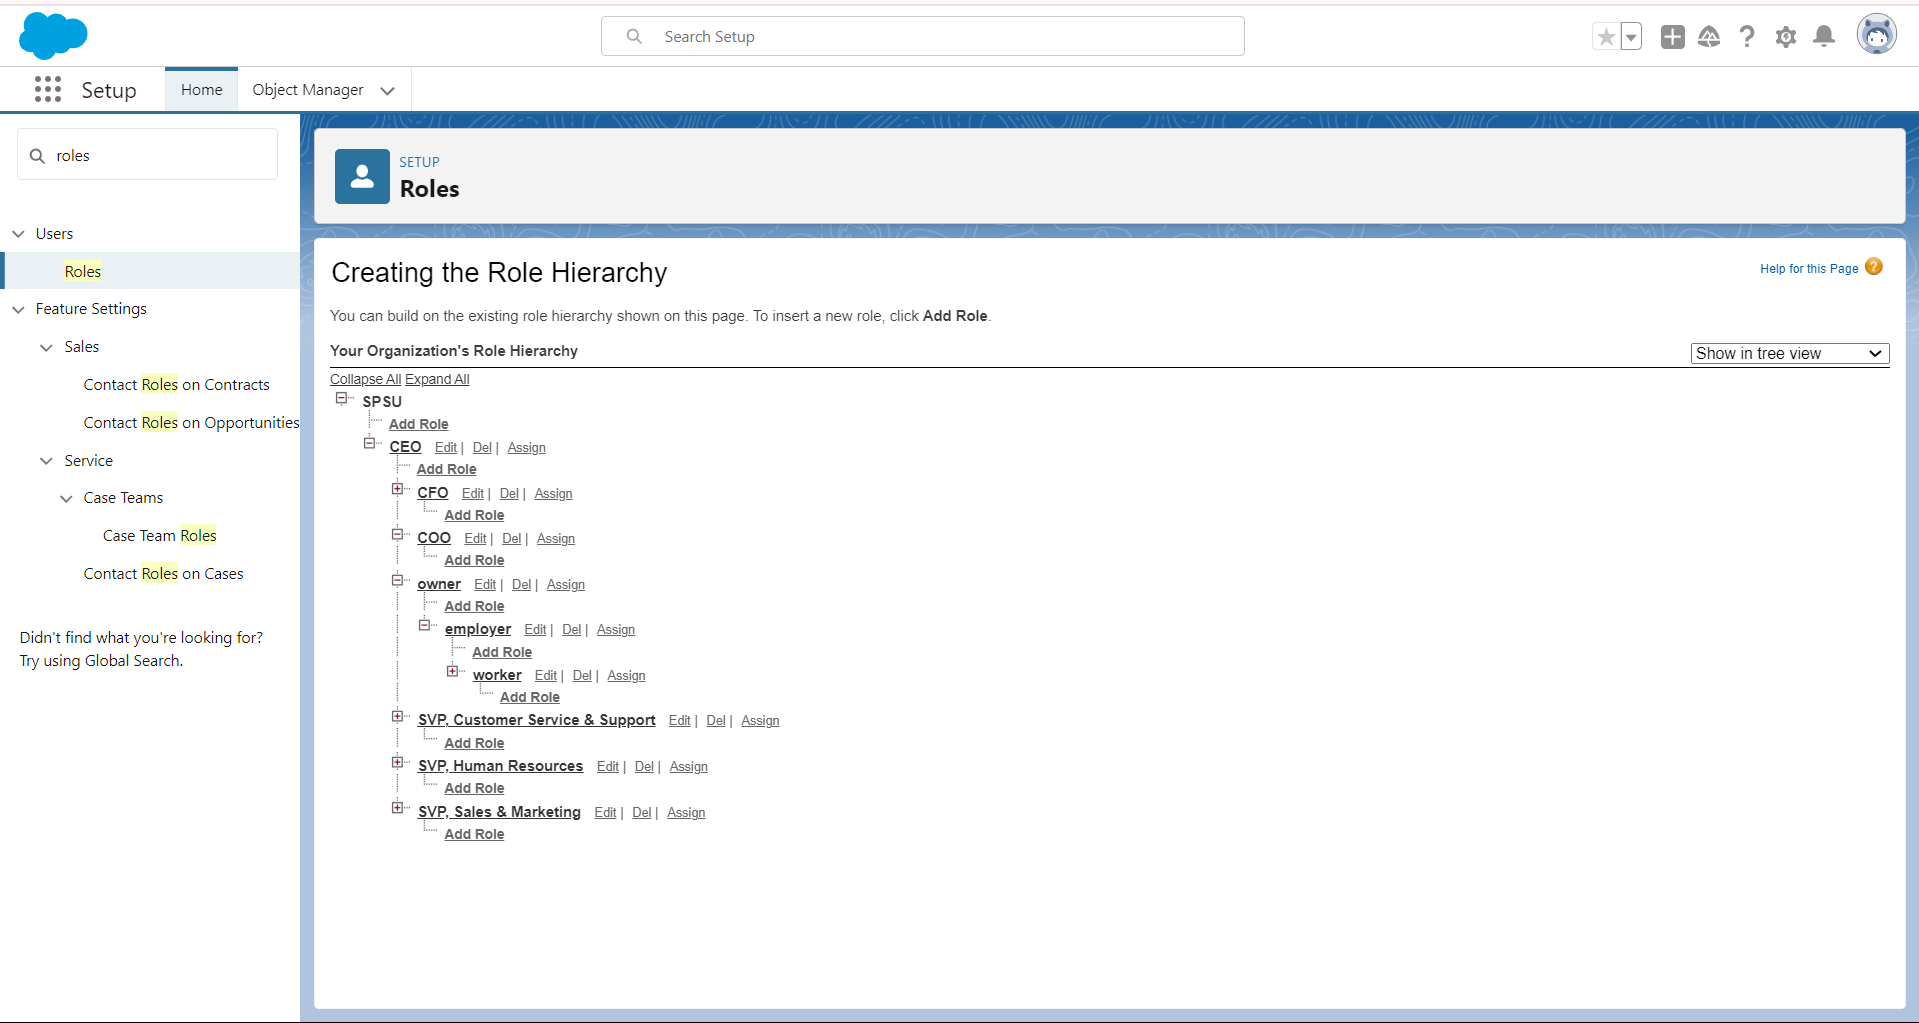 Search Setup
Setup
Home
Object Manager
roles
Users
Roles
Feature Settings
Sales
Contact Roles on Contracts
Contact Roles on Opportunities
Service
Case Teams
Case Team Roles
Contact Roles on Cases
Didn't find what you're looking for?
Try using Global Search.
SETUP
Roles
Creating the Role Hierarchy
Help for this Page ?
You can build on the existing role hierarchy shown on this page. To insert a new role, click Add Role.
Your Organization's Role Hierarchy
Show in tree view
Collapse All Expand All
SPSU
Add Role
CEO Edit | Del | Assign
Add Role
CFO Edit | Del | Assign
Add Role
COO Edit | Del | Assign
Add Role
owner Edit | Del | Assign
Add Role
employer Edit | Del | Assign
Add Role
worker Edit | Del | Assign
Add Role
SVP, Customer Service & Support Edit | Del | Assign
Add Role
SVP, Human Resources Edit | Del | Assign
Add Role
SVP, Sales & Marketing Edit | Del | Assign
Add Role